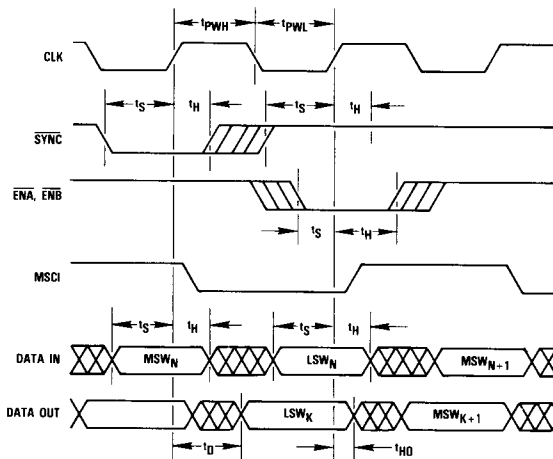 tPWH tPWL
CLK
tS tH tS tH
SYNC
ENA, ENB
tS tH
MSCI
tS tH tS tH
DATA IN MSWN LSWN MSWN+1
DATA OUT LSWK MSWK+1
tD tHO